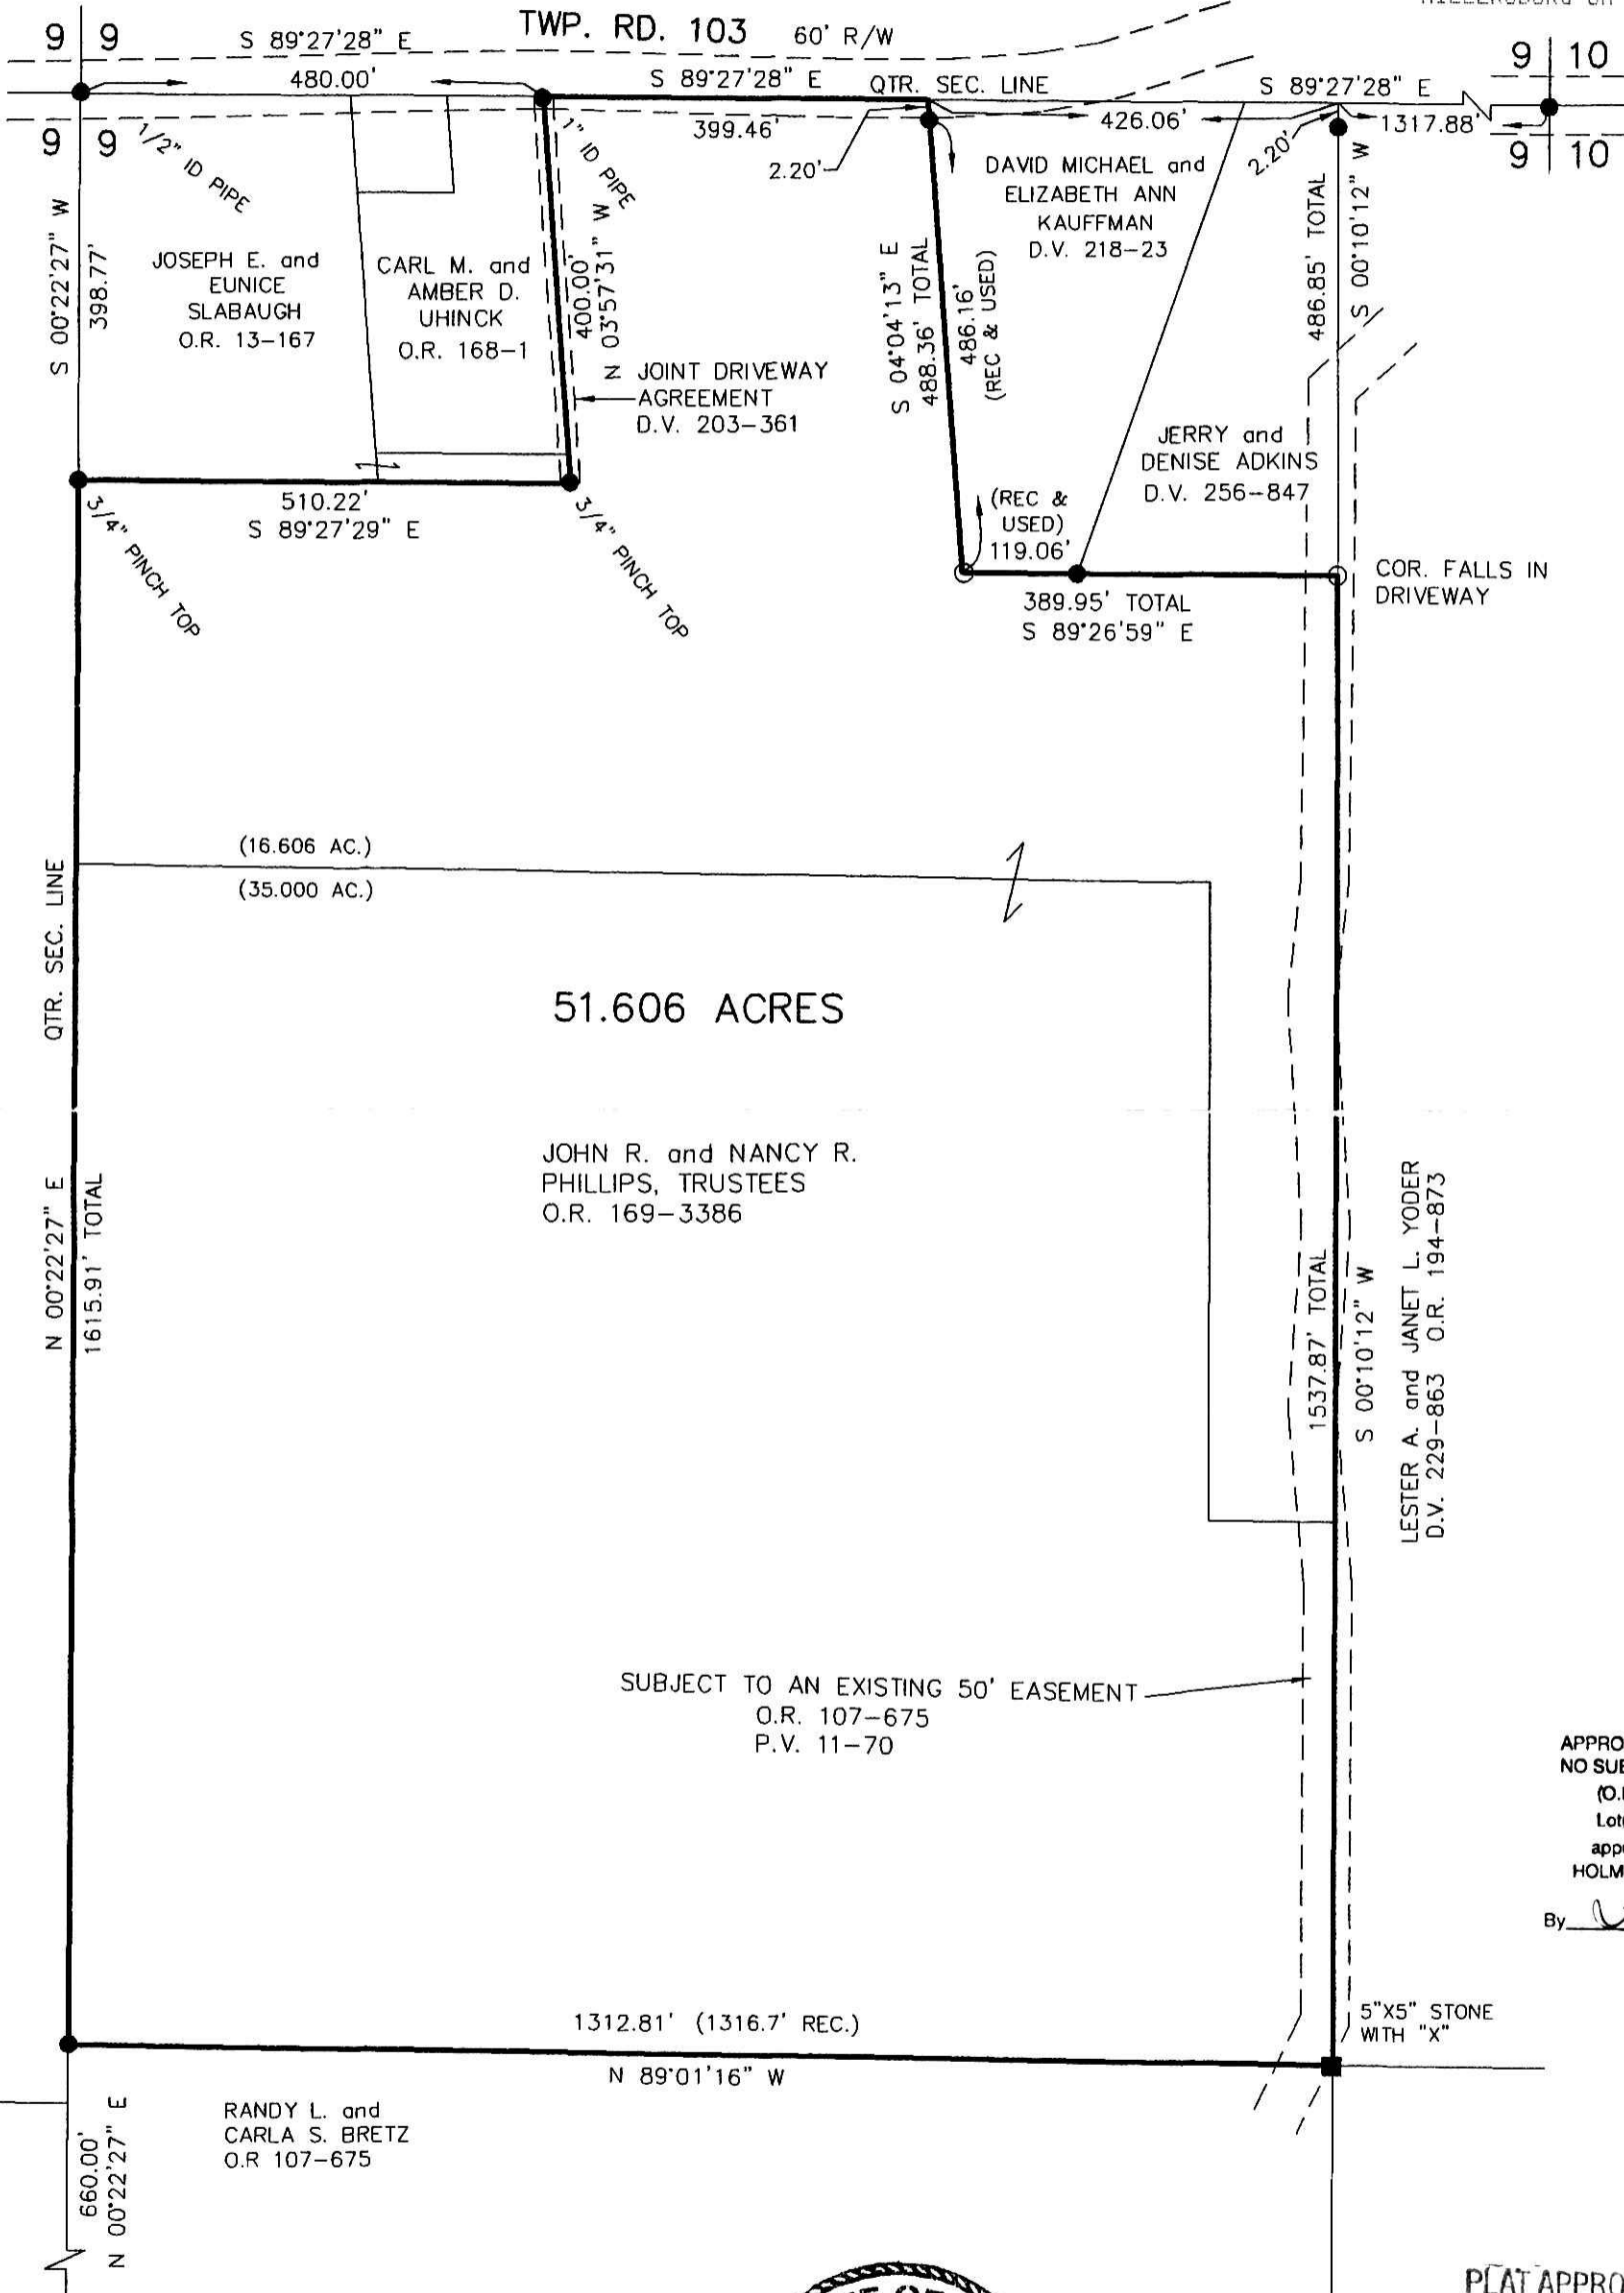 9 9
S 89°27'28" E
TWP. RD. 103
60' R/W
480.00'
S 89°27'28" E
QTR. SEC. LINE
S 89°27'28" E
9 10
399.46'
426.06'
1317.88'
9 9
9 10
1/2" ID PIPE
1" ID PIPE
2.20'
2.20'
DAVID MICHAEL and
ELIZABETH ANN
KAUFFMAN
D.V. 218-23
S 00°22'27" W
398.77'
JOSEPH E. and
EUNICE
SLABAUGH
O.R. 13-167
CARL M. and
AMBER D.
UHINCK
O.R. 168-1
400.00'
N 03°57'31" W
JOINT DRIVEWAY
AGREEMENT
D.V. 203-361
S 04°04'13" E
488.36' TOTAL
486.16'
(REC & USED)
486.85' TOTAL
S 00°10'12" W
JERRY and
DENISE ADKINS
D.V. 256-847
510.22'
S 89°27'29" E
3/4" PINCH TOP
3/4" PINCH TOP
(REC &
USED)
119.06'
389.95' TOTAL
S 89°26'59" E
COR. FALLS IN
DRIVEWAY
(16.606 AC.)
(35.000 AC.)
QTR. SEC. LINE
51.606 ACRES
JOHN R. and NANCY R.
PHILLIPS, TRUSTEES
O.R. 169-3386
N 00°22'27" E
1615.91' TOTAL
1537.87' TOTAL
S 00°10'12" W
LESTER A. and JANET L. YODER
D.V. 229-863 O.R. 194-873
SUBJECT TO AN EXISTING 50' EASEMENT
O.R. 107-675
P.V. 11-70
APPRO
NO SUB
(O.
Lot
app
HOLM
By
1312.81' (1316.7' REC.)
N 89°01'16" W
5"X5" STONE
WITH "X"
RANDY L. and
CARLA S. BRETZ
O.R 107-675
660.00'
N 00°22'27" E
PLAT APPRO